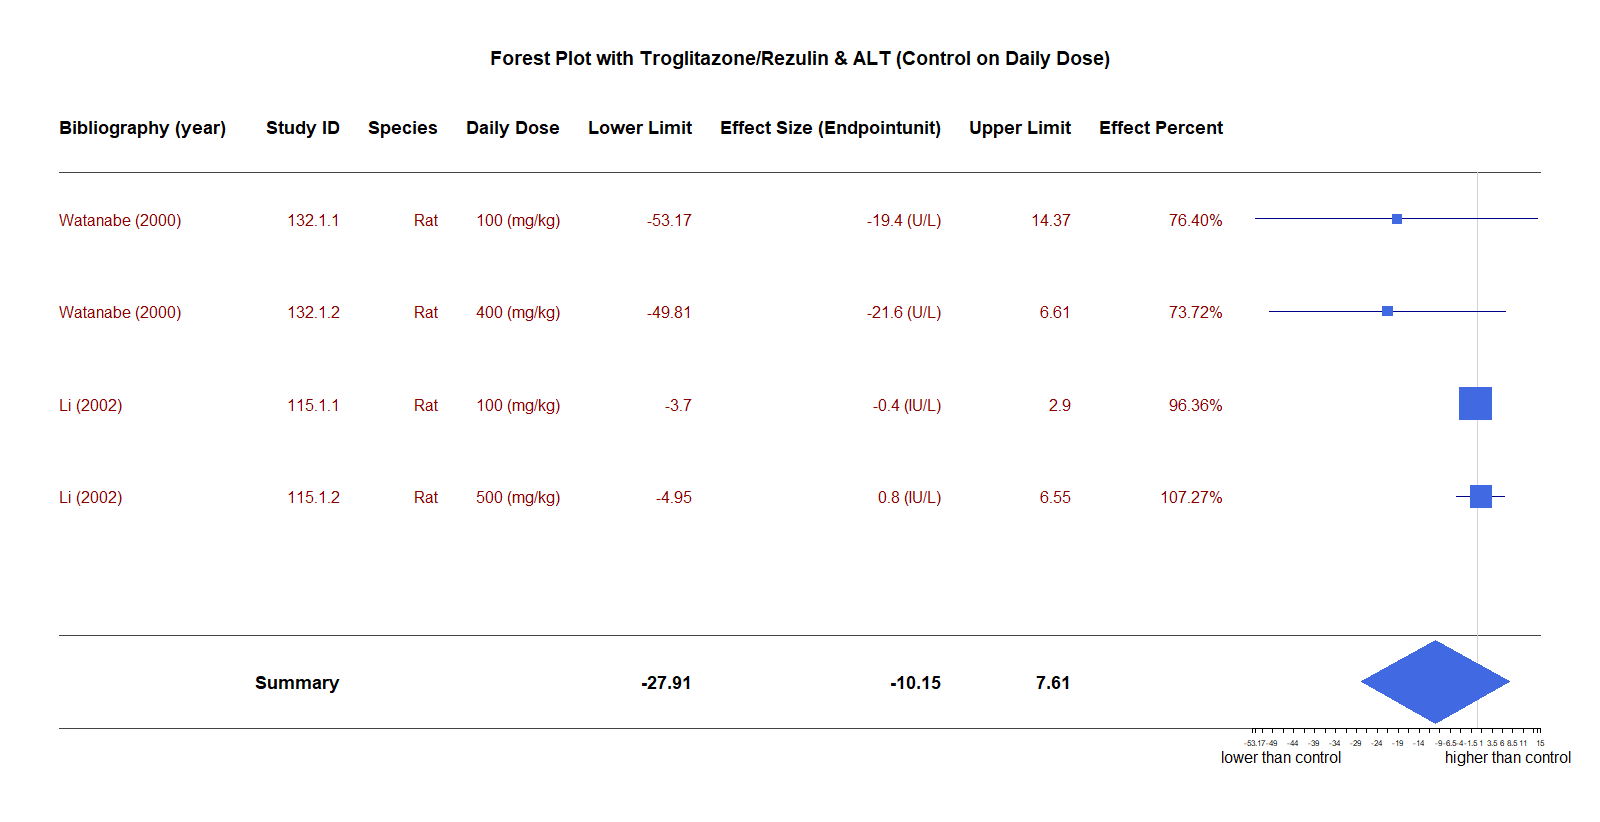 Forest Plot with Troglitazone/Rezulin & ALT (Control on Daily Dose)
Bibliography (year) Study ID Species Daily Dose Lower Limit Effect Size (Endpointunit) Upper Limit Effect Percent
Watanabe (2000) 132.1.1 Rat 100 (mg/kg) -53.17 -19.4 (U/L) 14.37 76.40%
Watanabe (2000) 132.1.2 Rat 400 (mg/kg) -49.81 -21.6 (U/L) 6.61 73.72%
Li (2002) 115.1.1 Rat 100 (mg/kg) -3.7 -0.4 (IU/L) 2.9 96.36%
Li (2002) 115.1.2 Rat 500 (mg/kg) -4.95 0.8 (IU/L) 6.55 107.27%
Summary -27.91 -10.15 7.61
-53.17 -49 -44 -39 -34 -29 -24 -19 -14 -9 -6.5 -4 -1.5 1 3.5 6 8.5 11 15
lower than control higher than control